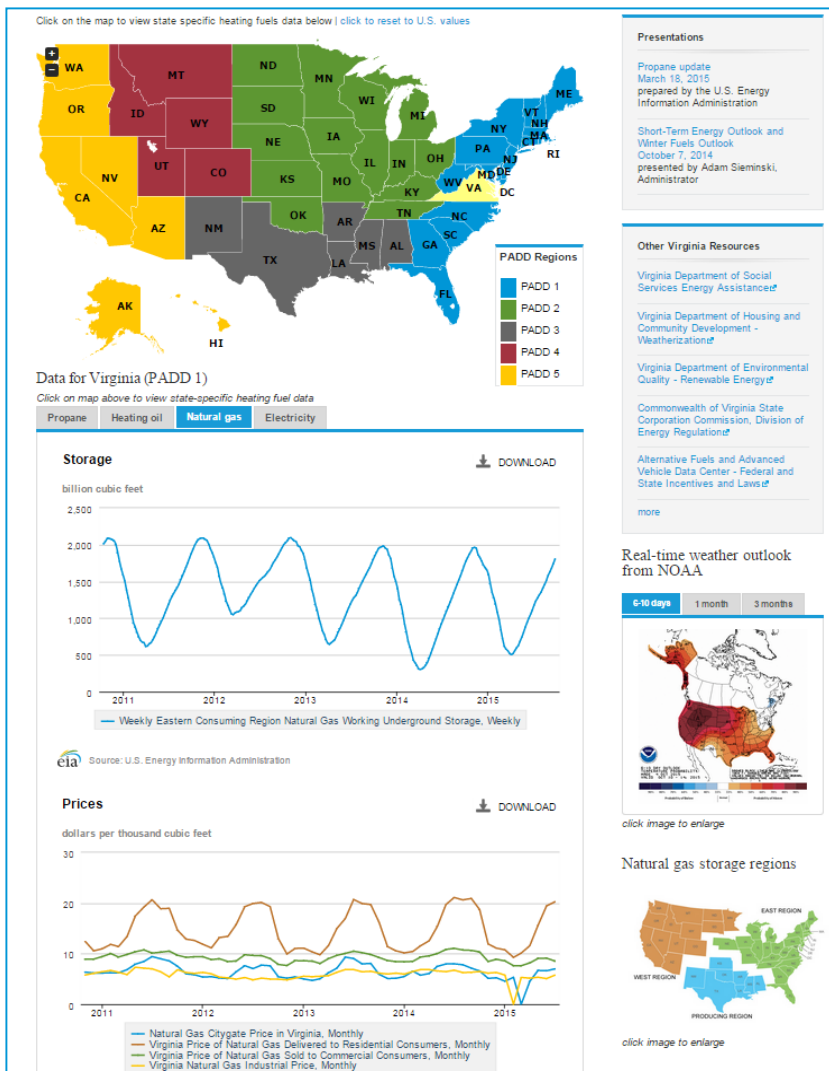 Click on the map to view state specific heating fuels data below | click to reset to U.S. values
+
−
WA
MT
ND
MN
ME
OR
ID
SD
WI
MI
VT
NH
NY
MA
WY
CT
RI
IA
NE
PA
NJ
NV
UT
CO
IL
IN
OH
MD
DE
WV
VA
DC
CA
KS
MO
KY
AZ
NM
OK
TN
NC
AR
SC
MS
AL
GA
TX
LA
FL
AK
HI
PADD Regions
PADD 1
PADD 2
PADD 3
PADD 4
PADD 5
Data for Virginia (PADD 1)
Click on map above to view state-specific heating fuel data
Propane
Heating oil
Natural gas
Electricity
Storage
DOWNLOAD
billion cubic feet
2,500
2,000
1,500
1,000
500
0
2011
2012
2013
2014
2015
Weekly Eastern Consuming Region Natural Gas Working Underground Storage, Weekly
eia
Source: U.S. Energy Information Administration
Prices
DOWNLOAD
dollars per thousand cubic feet
30
20
10
0
2011
2012
2013
2014
2015
Natural Gas Citygate Price in Virginia, Monthly
Virginia Price of Natural Gas Delivered to Residential Consumers, Monthly
Virginia Price of Natural Gas Sold to Commercial Consumers, Monthly
Virginia Natural Gas Industrial Price, Monthly
Presentations
Propane update
March 18, 2015
prepared by the U.S. Energy
Information Administration
Short-Term Energy Outlook and
Winter Fuels Outlook
October 7, 2014
presented by Adam Sieminski,
Administrator
Other Virginia Resources
Virginia Department of Social
Services Energy Assistance
Virginia Department of Housing and
Community Development -
Weatherization
Virginia Department of Environmental
Quality - Renewable Energy
Commonwealth of Virginia State
Corporation Commission, Division of
Energy Regulation
Alternative Fuels and Advanced
Vehicle Data Center - Federal and
State Incentives and Laws
more
Real-time weather outlook
from NOAA
6-10 days
1 month
3 months
click image to enlarge
Natural gas storage regions
EAST REGION
WEST REGION
PRODUCING REGION
click image to enlarge